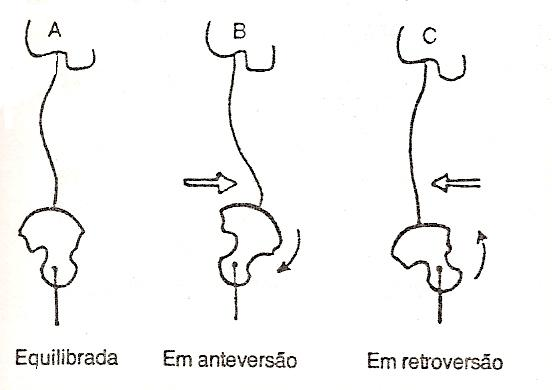 A
B
C
Equilibrada
Em anteversão
Em retroversão